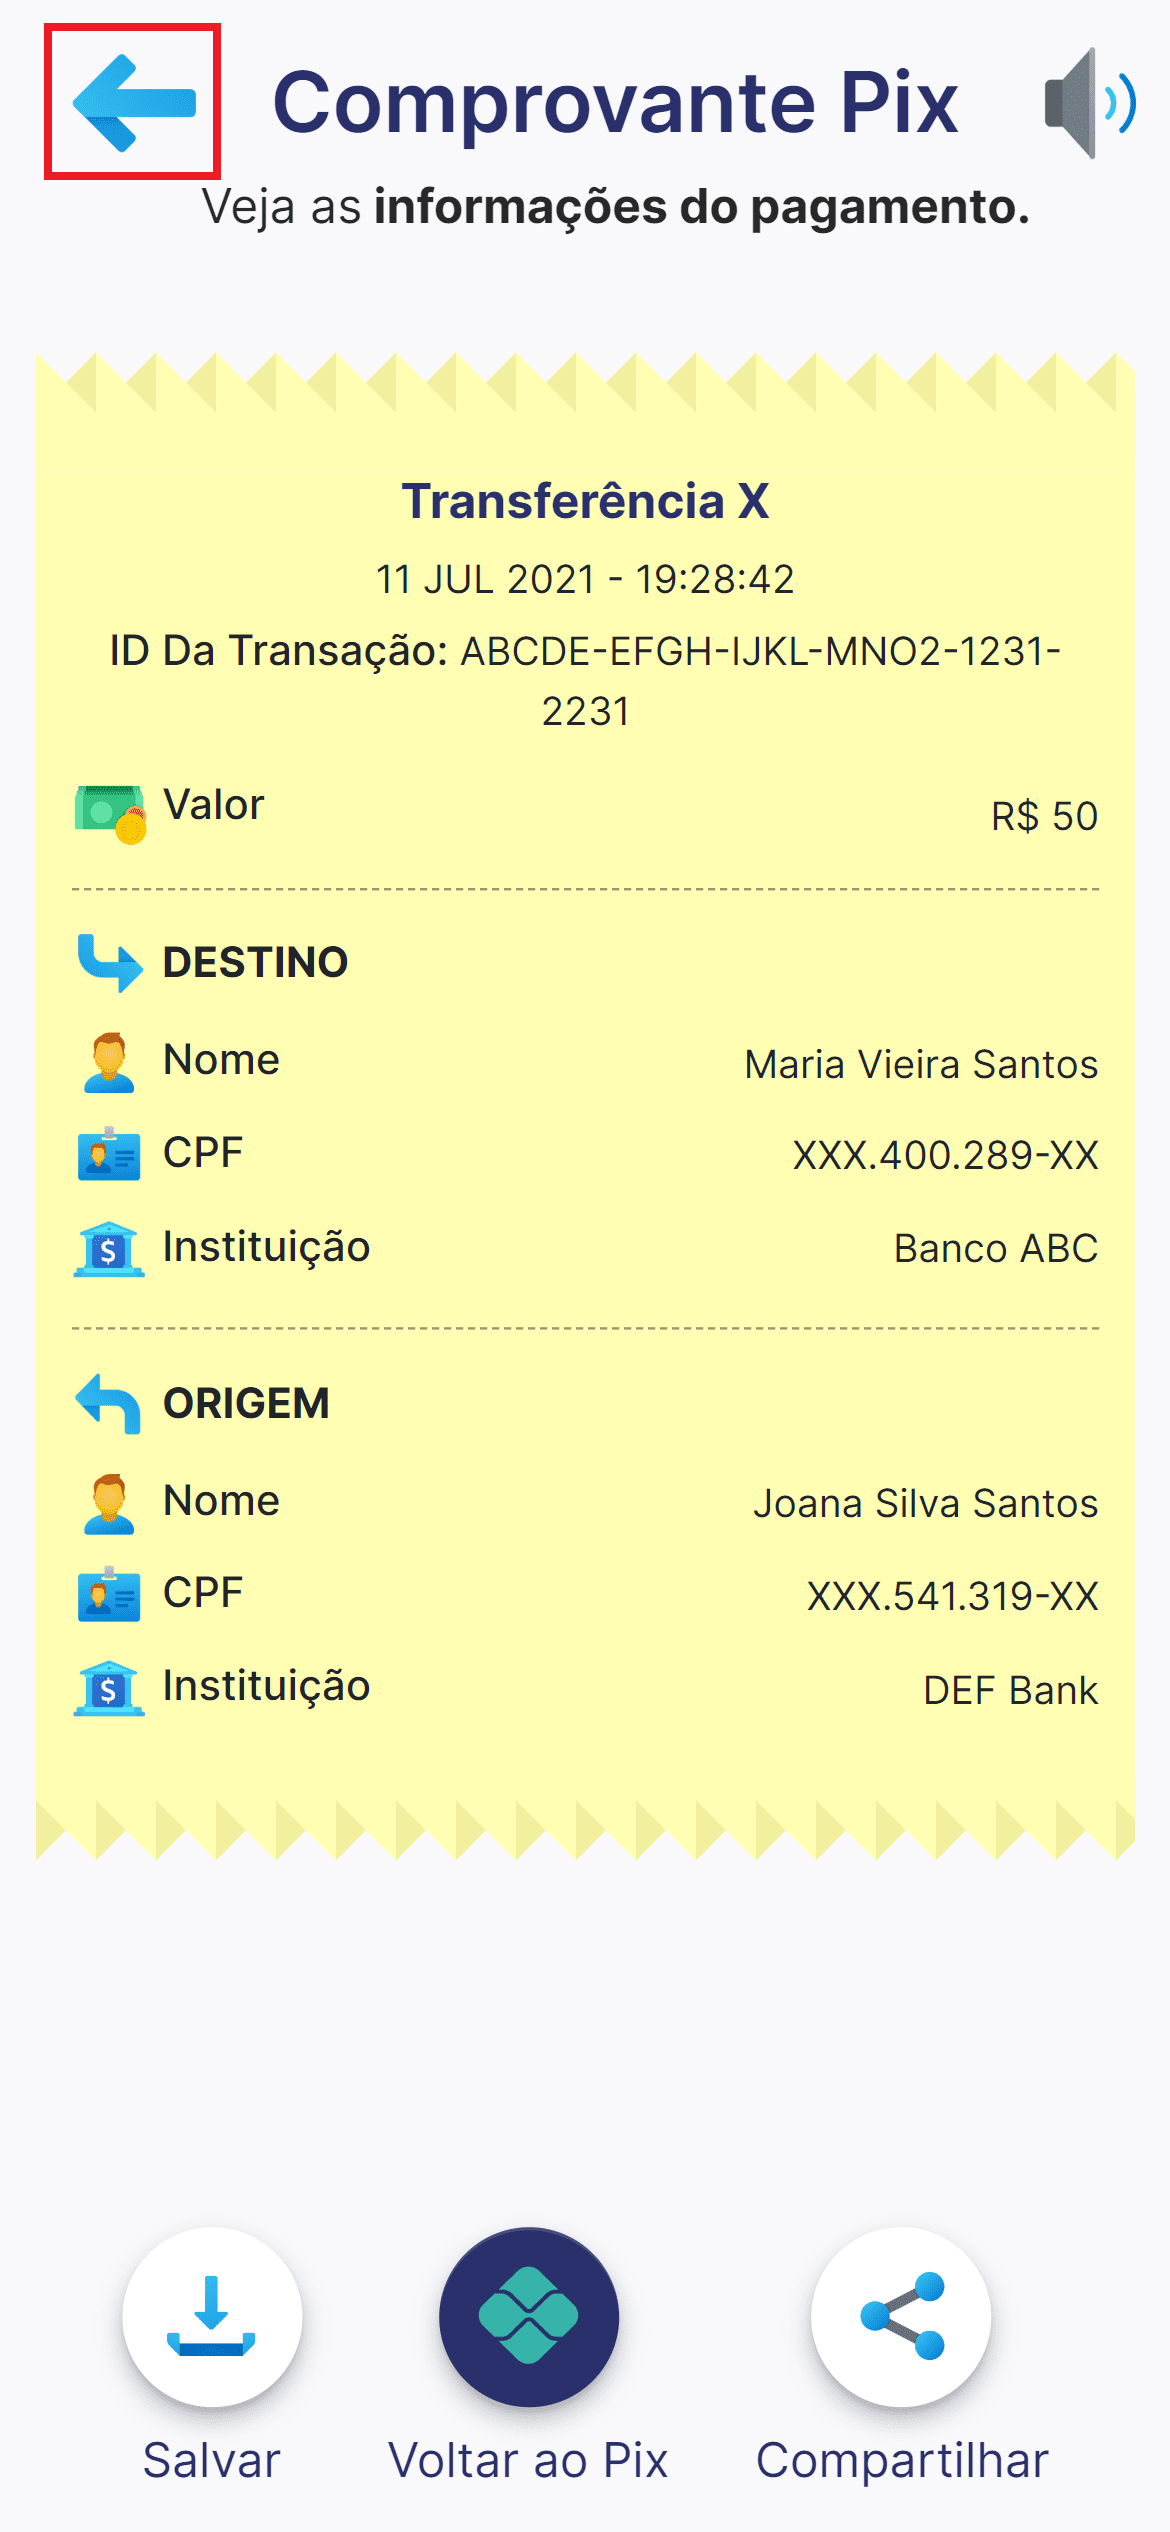 Comprovante Pix
Veja as informações do pagamento.
Transferência X
11 JUL 2021 - 19:28:42
ID Da Transação: ABCDE-EFGH-IJKL-MNO2-1231-
2231
Valor R$ 50
DESTINO
Nome Maria Vieira Santos
CPF XXX.400.289-XX
$ Instituição Banco ABC
ORIGEM
Nome Joana Silva Santos
CPF XXX.541.319-XX
$ Instituição DEF Bank
Salvar Voltar ao Pix Compartilhar